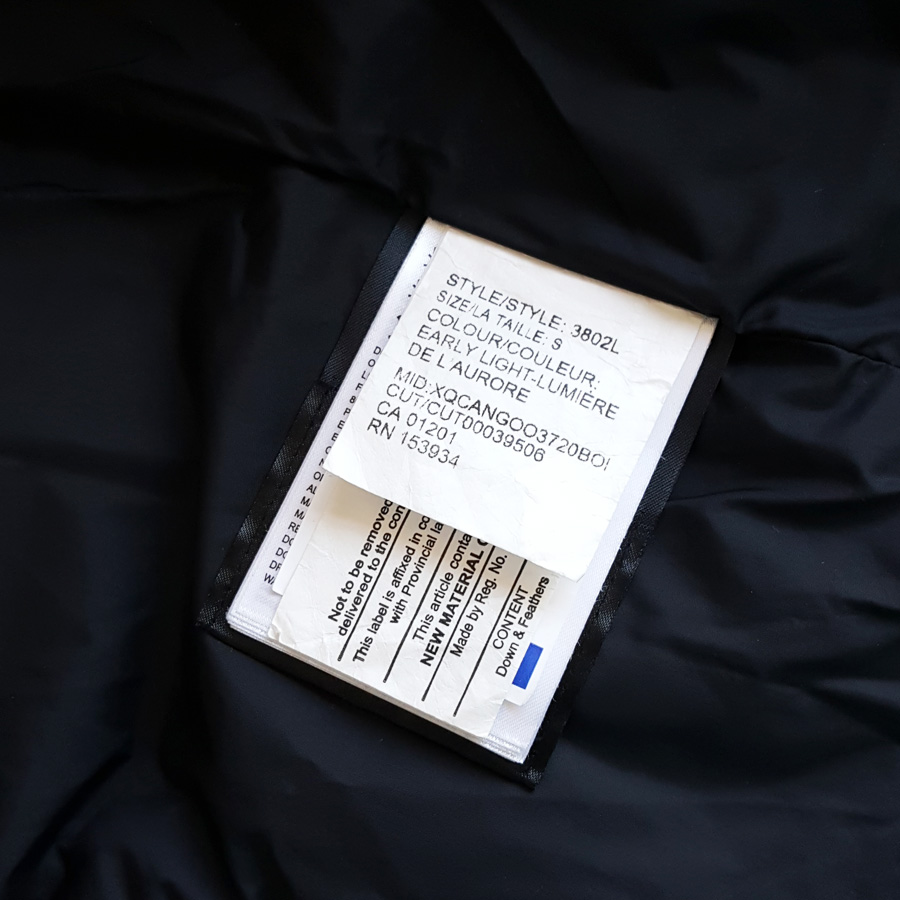 STYLE/STYLE: 3802L
SIZE/LA TAILLE: S
COLOUR/COULEUR:
EARLY LIGHT-LUMIÈRE
DE L'AURORE
MID:XQCANGOO3720BOI
CUT/CUT00039506
CA 01201
RN 153934
Not to be removed
delivered to the con
This label is affixed in co
with Provincial la
This article conta
NEW MATERIAL
Made by Reg. No.
CONTENT
Down & Feathers